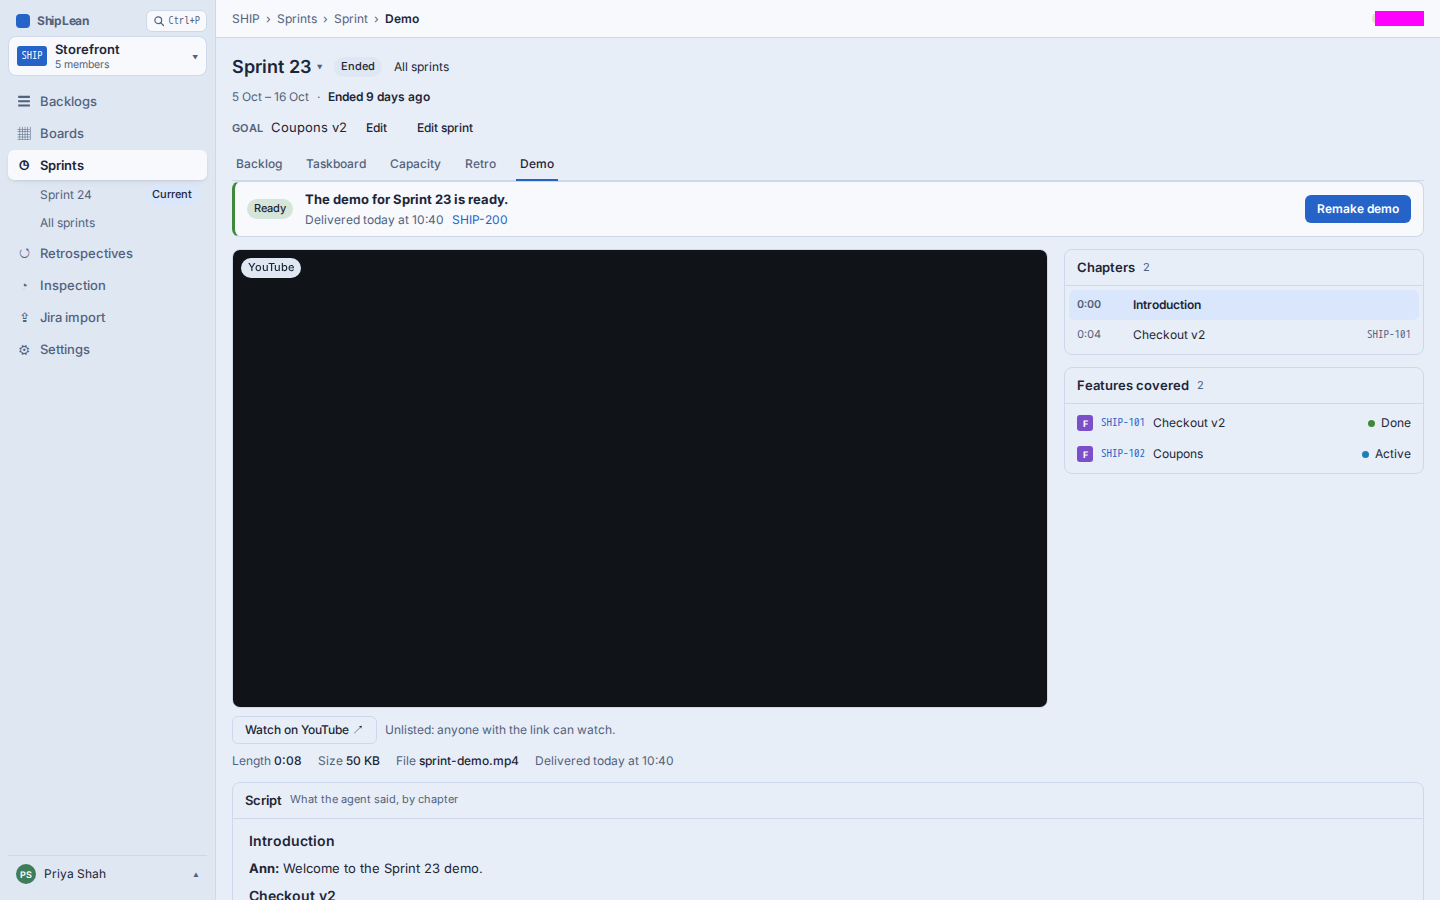 ShipLean
Ctrl+P
SHIP
Storefront
5 members
Backlogs
Boards
Sprints
Sprint 24
Current
All sprints
Retrospectives
Inspection
Jira import
Settings
PS
Priya Shah
SHIP › Sprints › Sprint › Demo
Sprint 23
Ended
All sprints
5 Oct – 16 Oct · Ended 9 days ago
GOAL Coupons v2
Edit
Edit sprint
Backlog
Taskboard
Capacity
Retro
Demo
Ready
The demo for Sprint 23 is ready.
Delivered today at 10:40 SHIP-200
Remake demo
YouTube
Watch on YouTube ↗
Unlisted: anyone with the link can watch.
Length 0:08 Size 50 KB File sprint-demo.mp4 Delivered today at 10:40
Chapters 2
0:00 Introduction
0:04 Checkout v2 SHIP-101
Features covered 2
F SHIP-101 Checkout v2 Done
F SHIP-102 Coupons Active
Script What the agent said, by chapter
Introduction
Ann: Welcome to the Sprint 23 demo.
Checkout v2